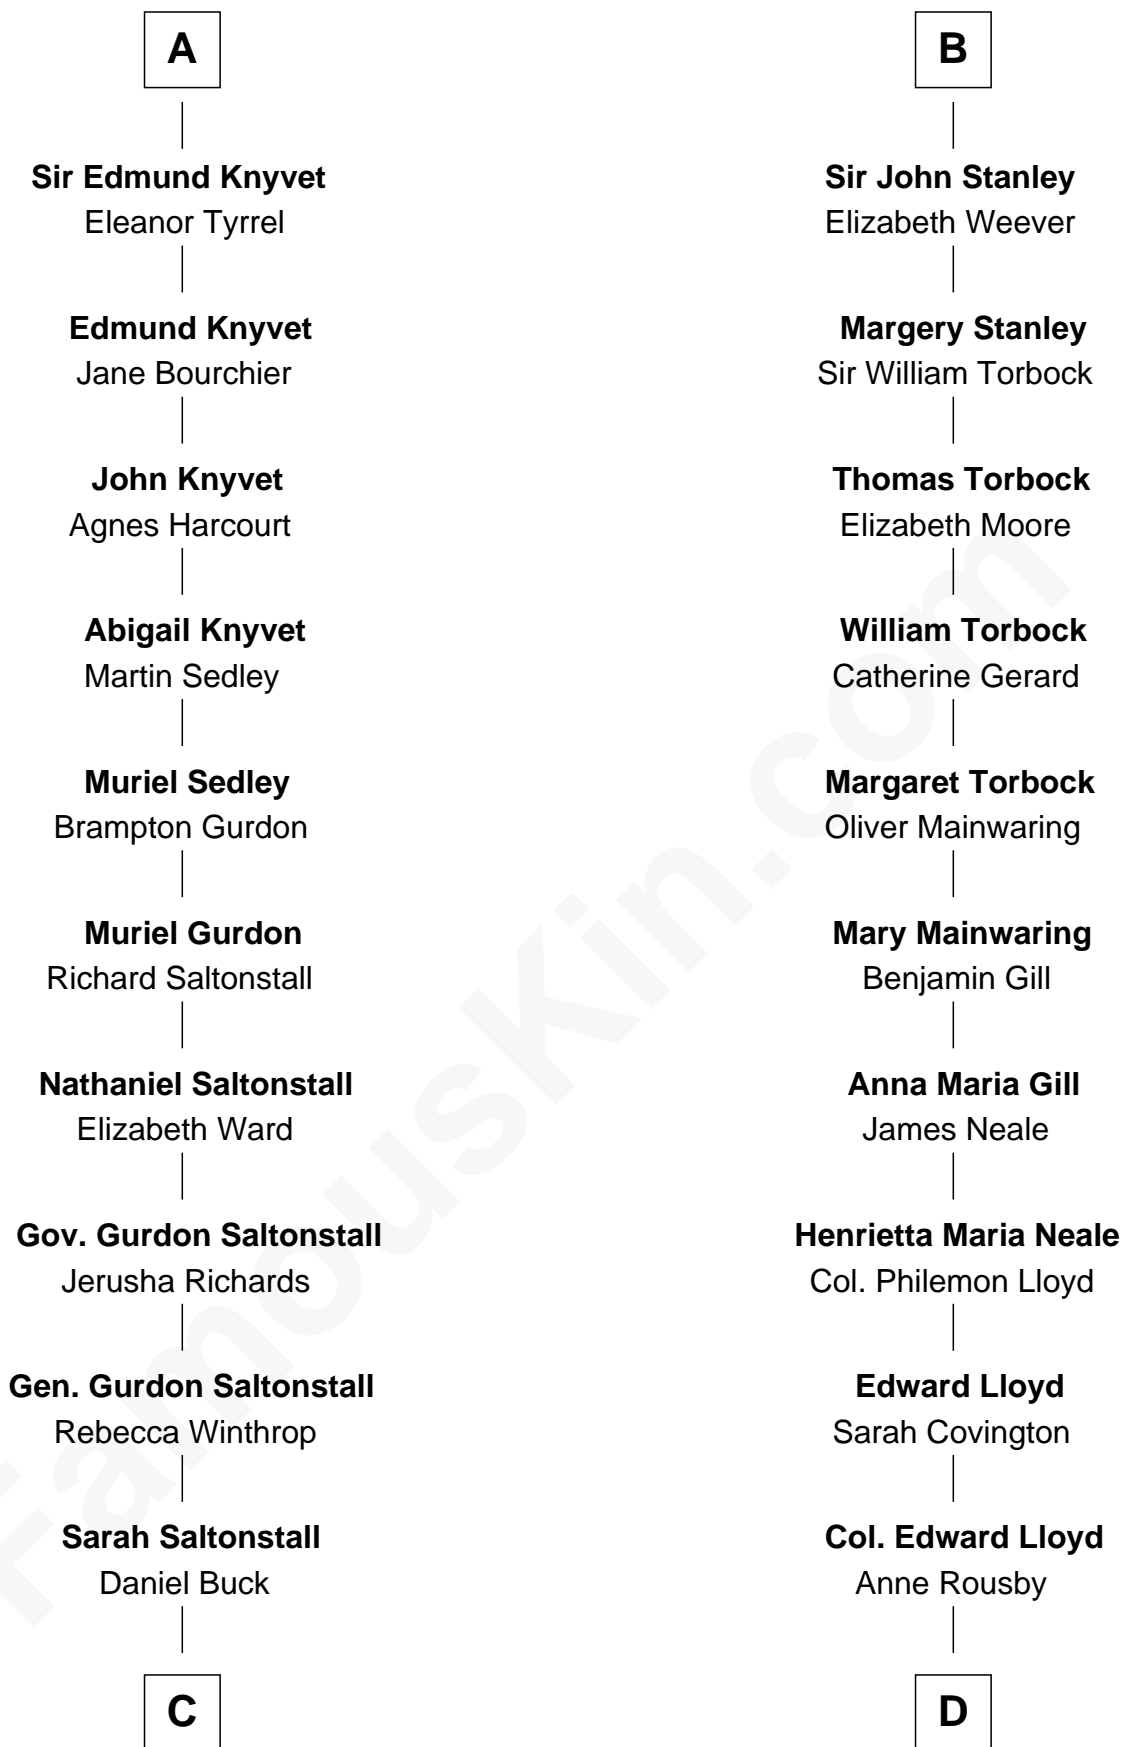 A
Sir Edmund Knyvet
Eleanor Tyrrel
Edmund Knyvet
Jane Bourchier
John Knyvet
Agnes Harcourt
Abigail Knyvet
Martin Sedley
Muriel Sedley
Brampton Gurdon
Muriel Gurdon
Richard Saltonstall
Nathaniel Saltonstall
Elizabeth Ward
Gov. Gurdon Saltonstall
Jerusha Richards
Gen. Gurdon Saltonstall
Rebecca Winthrop
Sarah Saltonstall
Daniel Buck
C
B
Sir John Stanley
Elizabeth Weever
Margery Stanley
Sir William Torbock
Thomas Torbock
Elizabeth Moore
William Torbock
Catherine Gerard
Margaret Torbock
Oliver Mainwaring
Mary Mainwaring
Benjamin Gill
Anna Maria Gill
James Neale
Henrietta Maria Neale
Col. Philemon Lloyd
Edward Lloyd
Sarah Covington
Col. Edward Lloyd
Anne Rousby
D
FamousKin.com